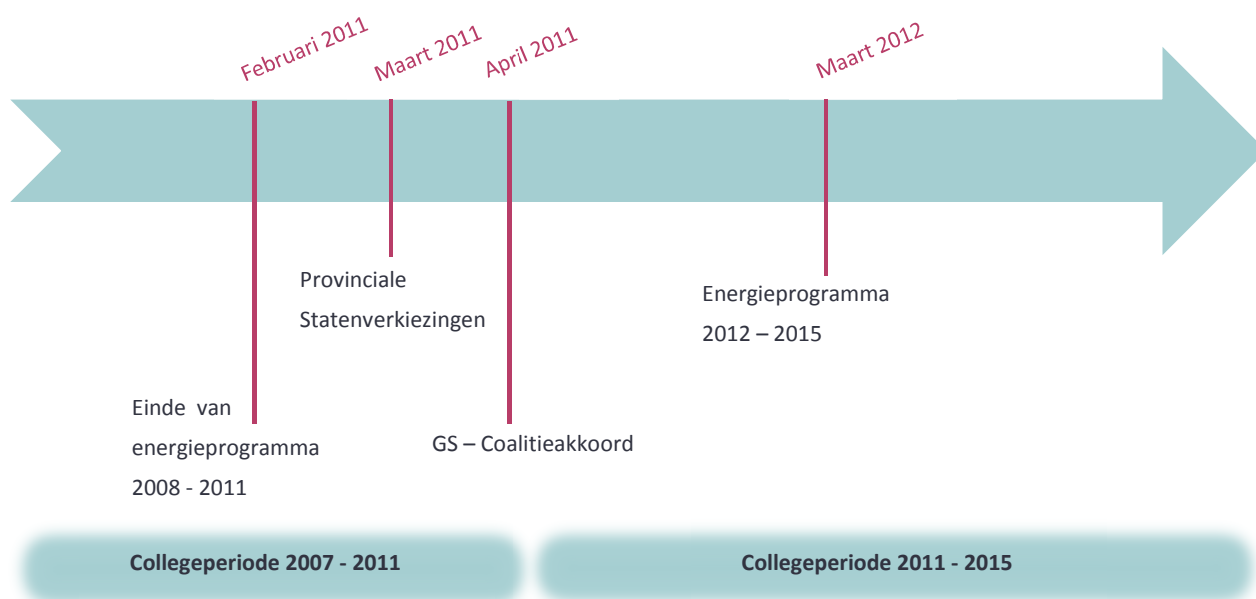 Februari 2011
Maart 2011
April 2011
Maart 2012
Provinciale
Statenverkiezingen
Energieprogramma
2012 – 2015
Einde van
energieprogramma
2008 - 2011
GS – Coalitieakkoord
Collegeperiode 2007 - 2011
Collegeperiode 2011 - 2015